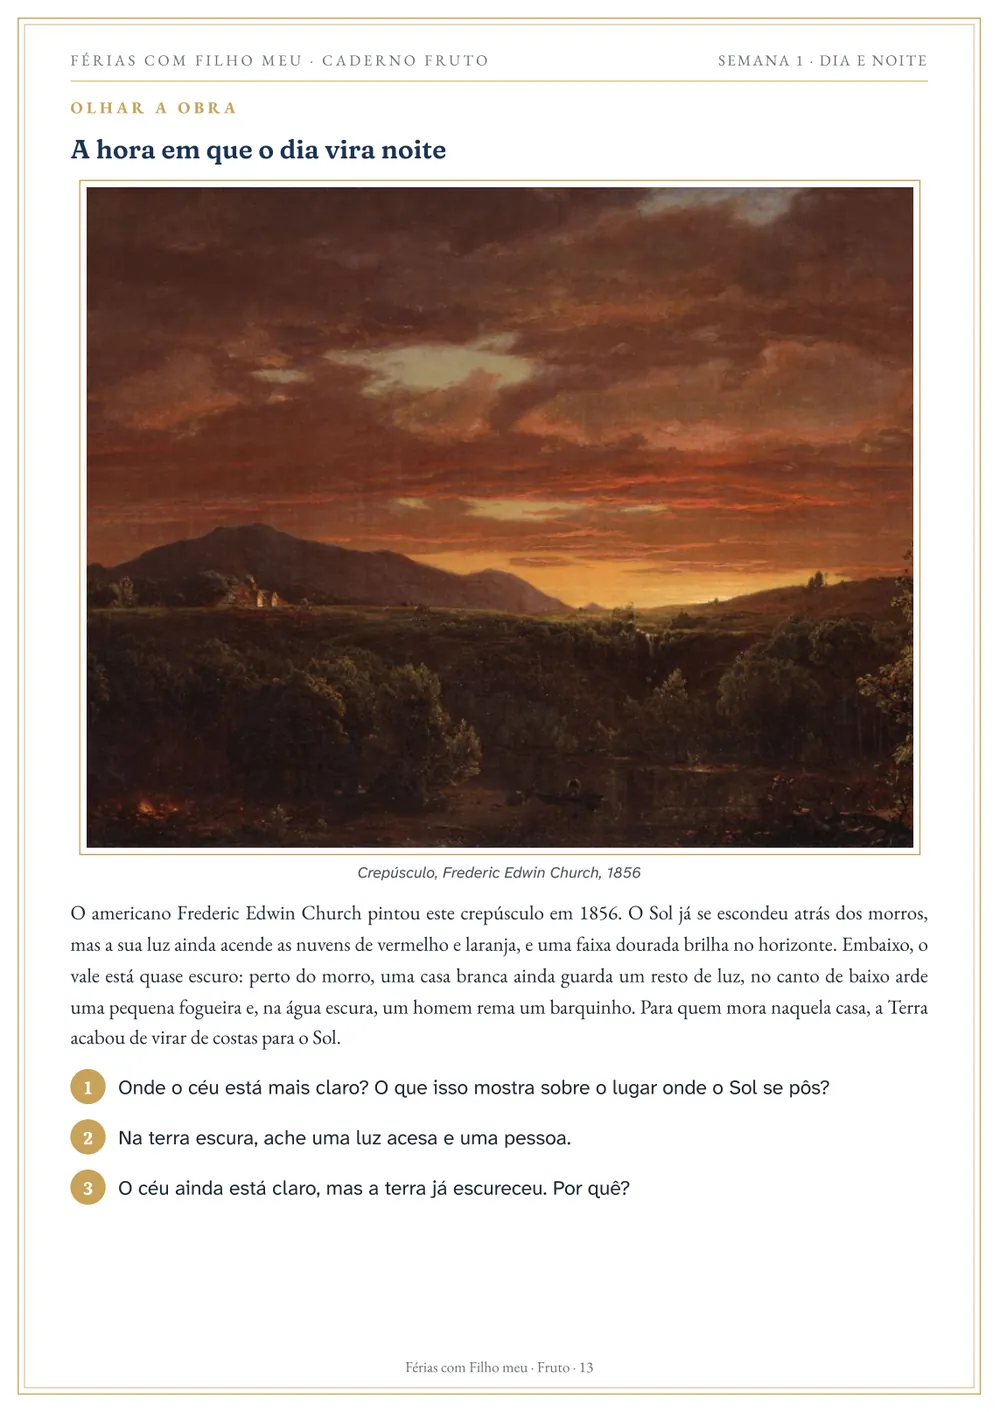 FÉRIAS COM FILHO MEU · CADERNO FRUTO
SEMANA 1 · DIA E NOITE
OLHAR A OBRA
A hora em que o dia vira noite
Crepúsculo, Frederic Edwin Church, 1856
O americano Frederic Edwin Church pintou este crepúsculo em 1856. O Sol já se escondeu atrás dos morros,
mas a sua luz ainda acende as nuvens de vermelho e laranja, e uma faixa dourada brilha no horizonte. Embaixo, o
vale está quase escuro: perto do morro, uma casa branca ainda guarda um resto de luz, no canto de baixo arde
uma pequena fogueira e, na água escura, um homem rema um barquinho. Para quem mora naquela casa, a Terra
acabou de virar de costas para o Sol.
1 Onde o céu está mais claro? O que isso mostra sobre o lugar onde o Sol se pôs?
2 Na terra escura, ache uma luz acesa e uma pessoa.
3 O céu ainda está claro, mas a terra já escureceu. Por quê?
Férias com Filho meu · Fruto · 13